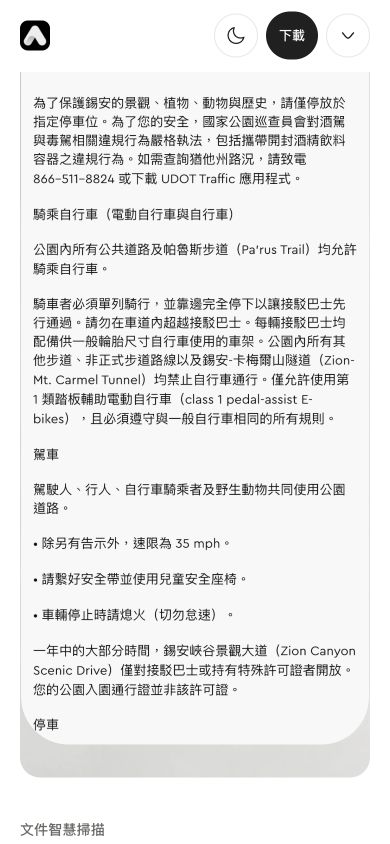 下載
為了保護錫安的景觀、植物、動物與歷史，請僅停放於
指定停車位。為了您的安全，國家公園巡查員會對酒駕
與毒駕相關違規行為嚴格執法，包括攜帶開封酒精飲料
容器之違規行為。如需查詢猶他州路況，請致電
866-511-8824 或下載 UDOT Traffic 應用程式。
騎乘自行車（電動自行車與自行車）
公園內所有公共道路及帕魯斯步道（Pa'rus Trail）均允許
騎乘自行車。
騎車者必須單列騎行，並靠邊完全停下以讓接駁巴士先
行通過。請勿在車道內超越接駁巴士。每輛接駁巴士均
配備供一般輪胎尺寸自行車使用的車架。公園內所有其
他步道、非正式步道路線以及錫安-卡梅爾山隧道（Zion-
Mt. Carmel Tunnel）均禁止自行車通行。僅允許使用第
1 類踏板輔助電動自行車（class 1 pedal-assist E-
bikes），且必須遵守與一般自行車相同的所有規則。
駕車
駕駛人、行人、自行車騎乘者及野生動物共同使用公園
道路。
• 除另有告示外，速限為 35 mph。
• 請繫好安全帶並使用兒童安全座椅。
• 車輛停止時請熄火（切勿怠速）。
一年中的大部分時間，錫安峽谷景觀大道（Zion Canyon
Scenic Drive）僅對接駁巴士或持有特殊許可證者開放。
您的公園入園通行證並非該許可證。
停車
文件智慧掃描